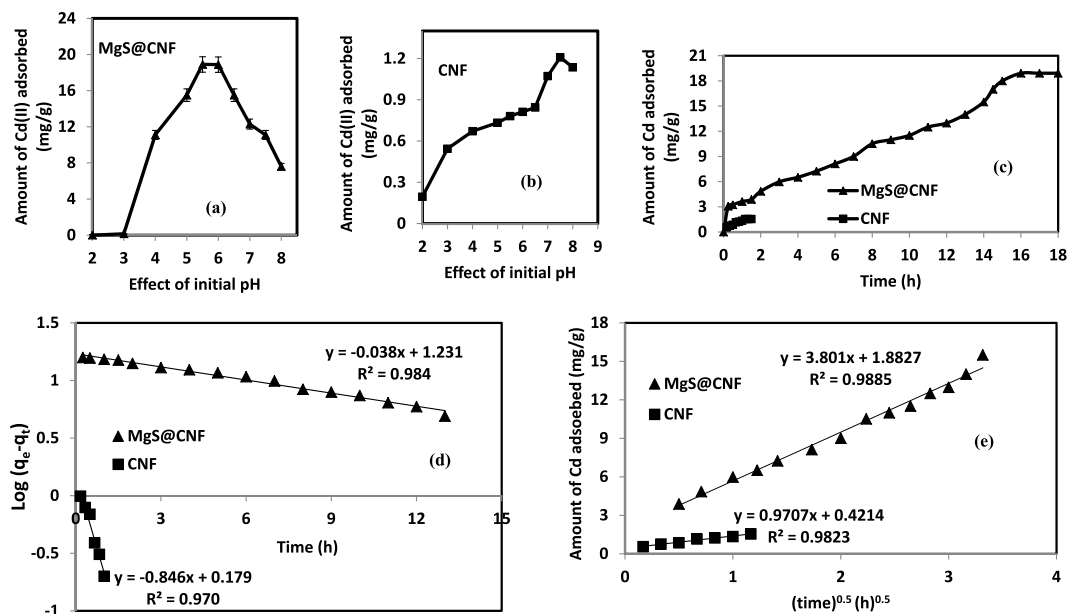 24
20
16
12
8
4
0
Amount of Cd(II) adsorbed
(mg/g)
MgS@CNF
(a)
2 3 4 5 6 7 8
Effect of initial pH
1.2
0.9
0.6
0.3
0
Amount of Cd(II) adsorbed
(mg/g)
CNF
(b)
2 3 4 5 6 7 8 9
Effect of initial pH
21
18
15
12
9
6
3
0
Amount of Cd adsorbed
(mg/g)
(c)
MgS@CNF
CNF
0 2 4 6 8 10 12 14 16 18
Time (h)
1.5
1
0.5
0
-0.5
-1
Log (qe-qt)
y = -0.038x + 1.231
R² = 0.984
MgS@CNF
CNF
(d)
0 3 6 9 12 15
Time (h)
y = -0.846x + 0.179
R² = 0.970
18
15
12
9
6
3
0
Amount of Cd adsoebed (mg/g)
y = 3.801x + 1.8827
R² = 0.9885
MgS@CNF
CNF
(e)
y = 0.9707x + 0.4214
R² = 0.9823
0 1 2 3 4
(time)^0.5 (h)^0.5